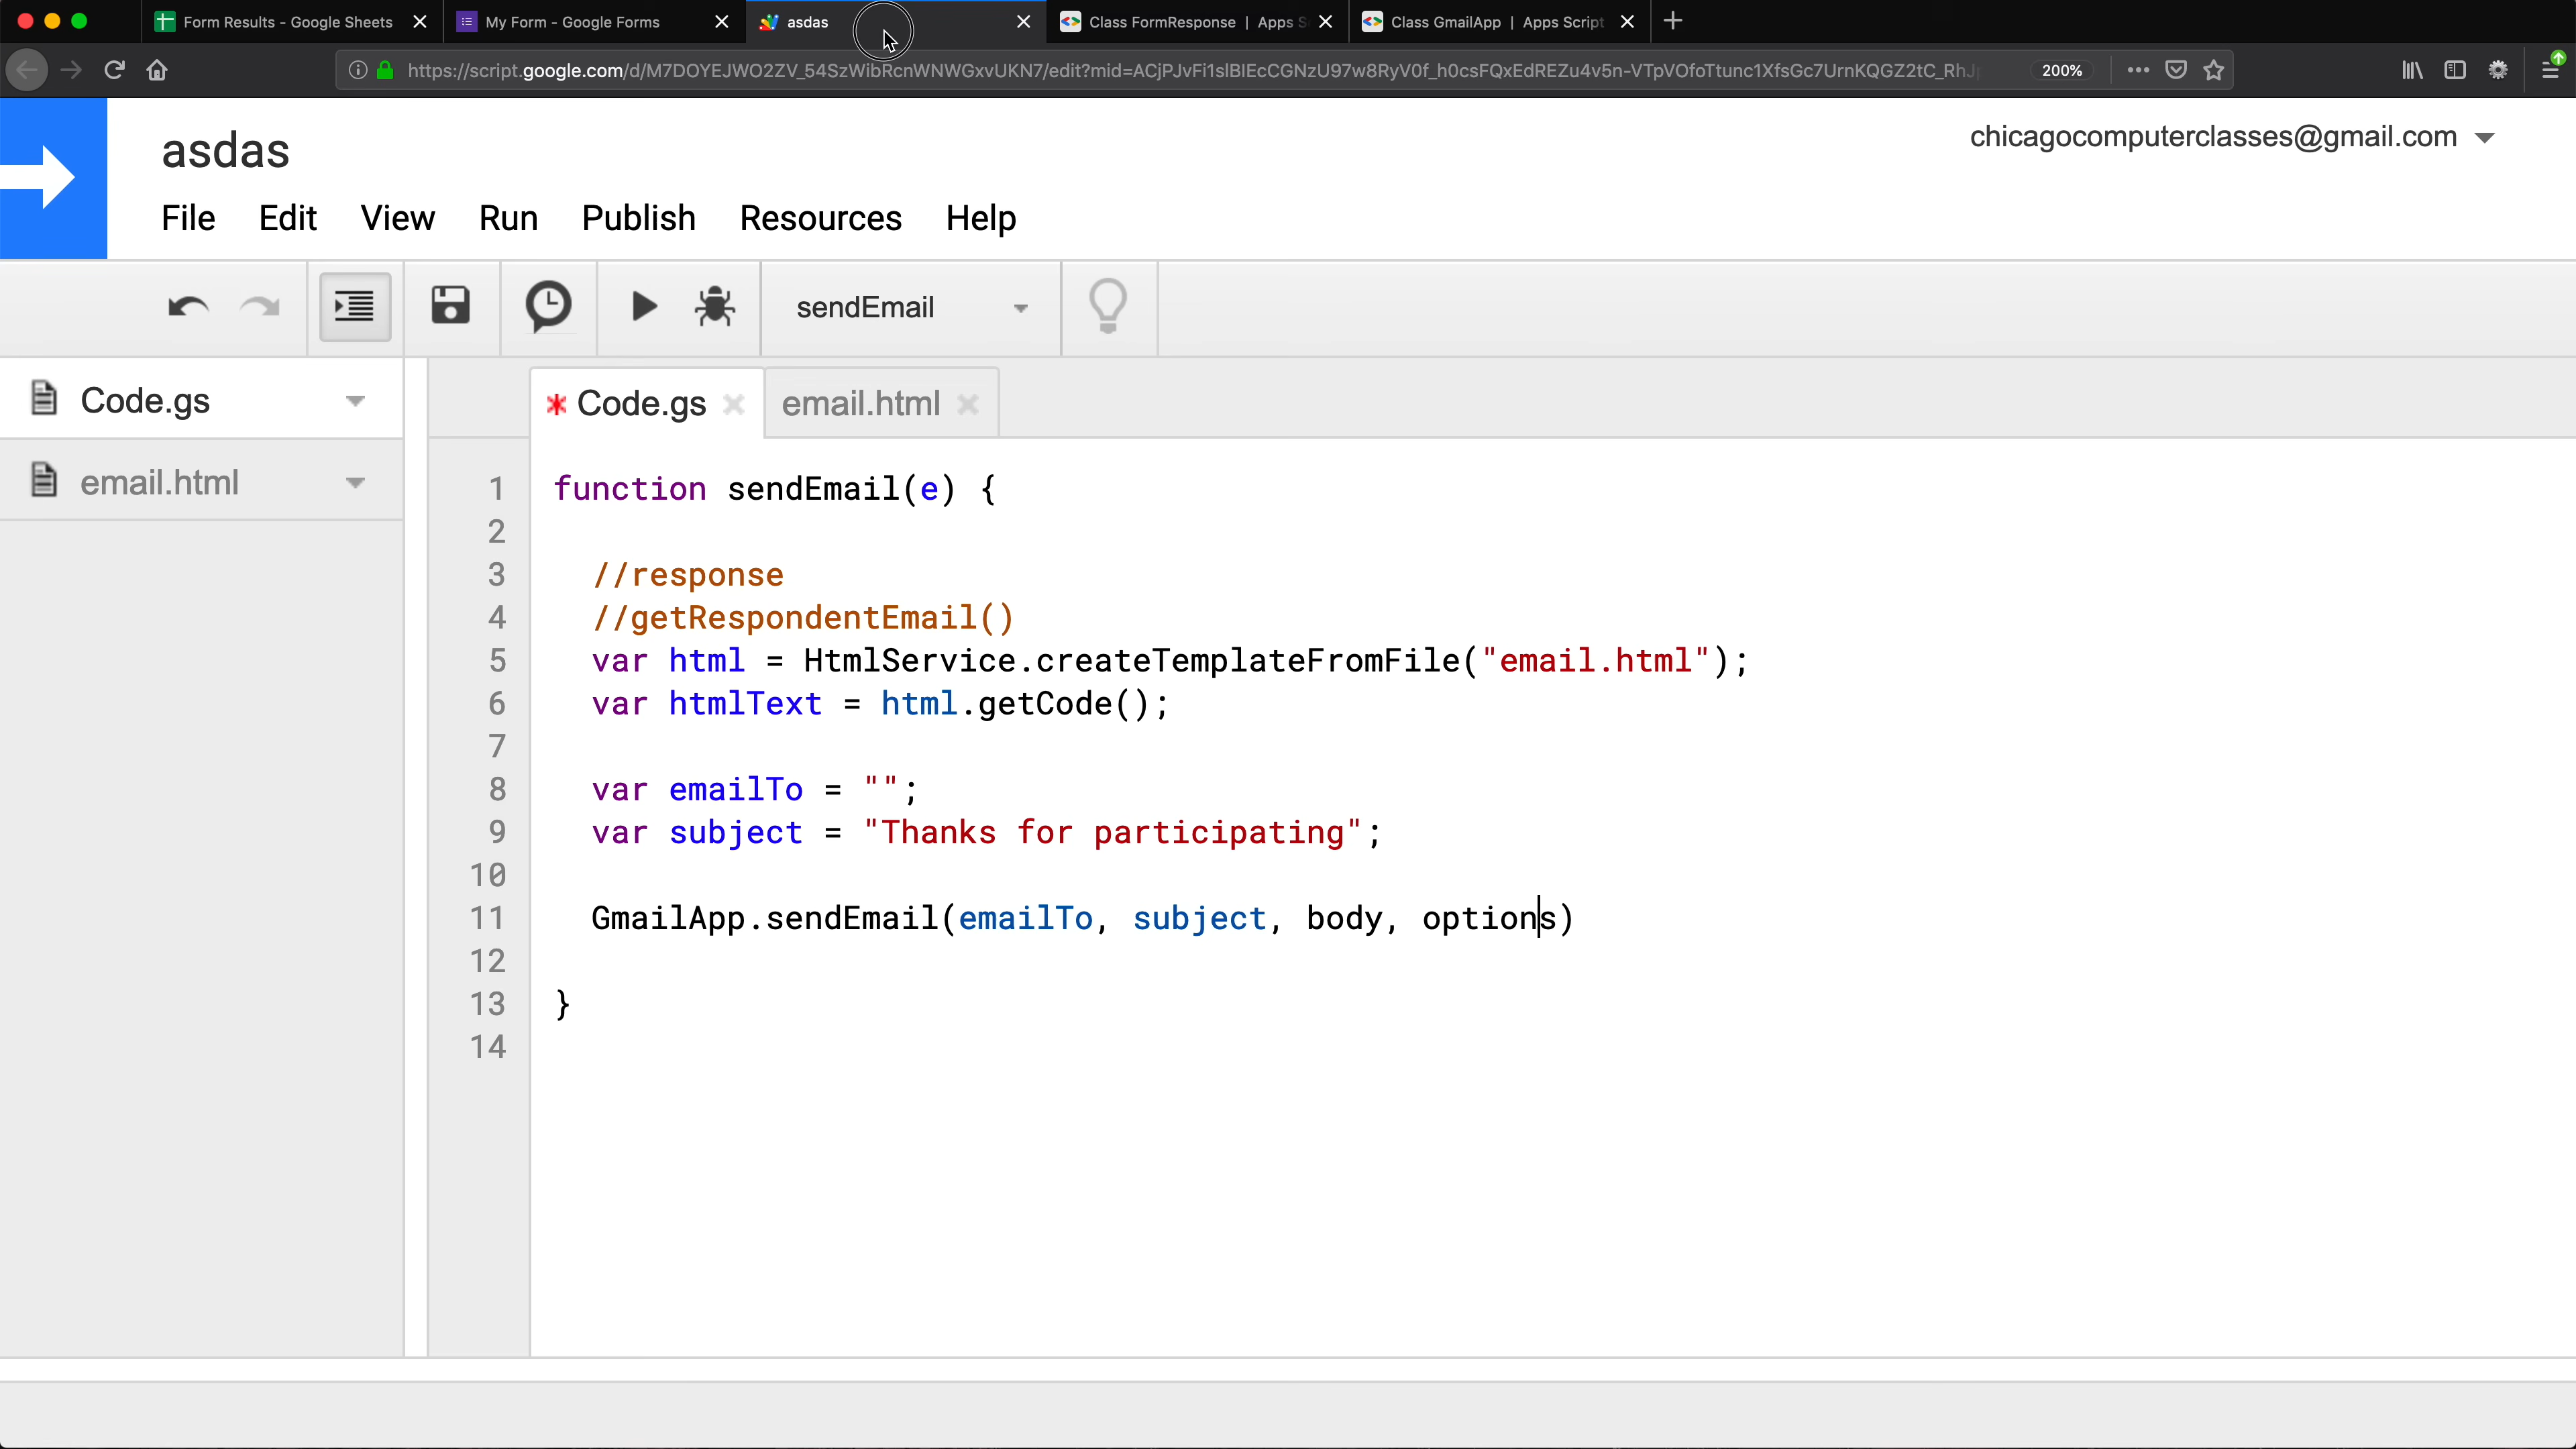 Form Results - Google Sheets
My Form - Google Forms
asdas
Class FormResponse | Apps S
Class GmailApp | Apps Script
https://script.google.com/d/M7DOYEJWO2ZV_54SzWibRcnWNWGxvUKN7/edit?mid=ACjPJvFi1slBIEcCGNzU97w8RyV0f_h0csFQxEdREZu4v5n-VTpVOfoTtunc1XfsGc7UrnKQGZ2tC_RhJ
200%
asdas
chicagocomputerclasses@gmail.com
File Edit View Run Publish Resources Help
sendEmail
Code.gs
email.html
* Code.gs
email.html
1 function sendEmail(e) {
2
3 //response
4 //getRespondentEmail()
5 var html = HtmlService.createTemplateFromFile("email.html");
6 var htmlText = html.getCode();
7
8 var emailTo = "";
9 var subject = "Thanks for participating";
10
11 GmailApp.sendEmail(emailTo, subject, body, options)
12
13 }
14